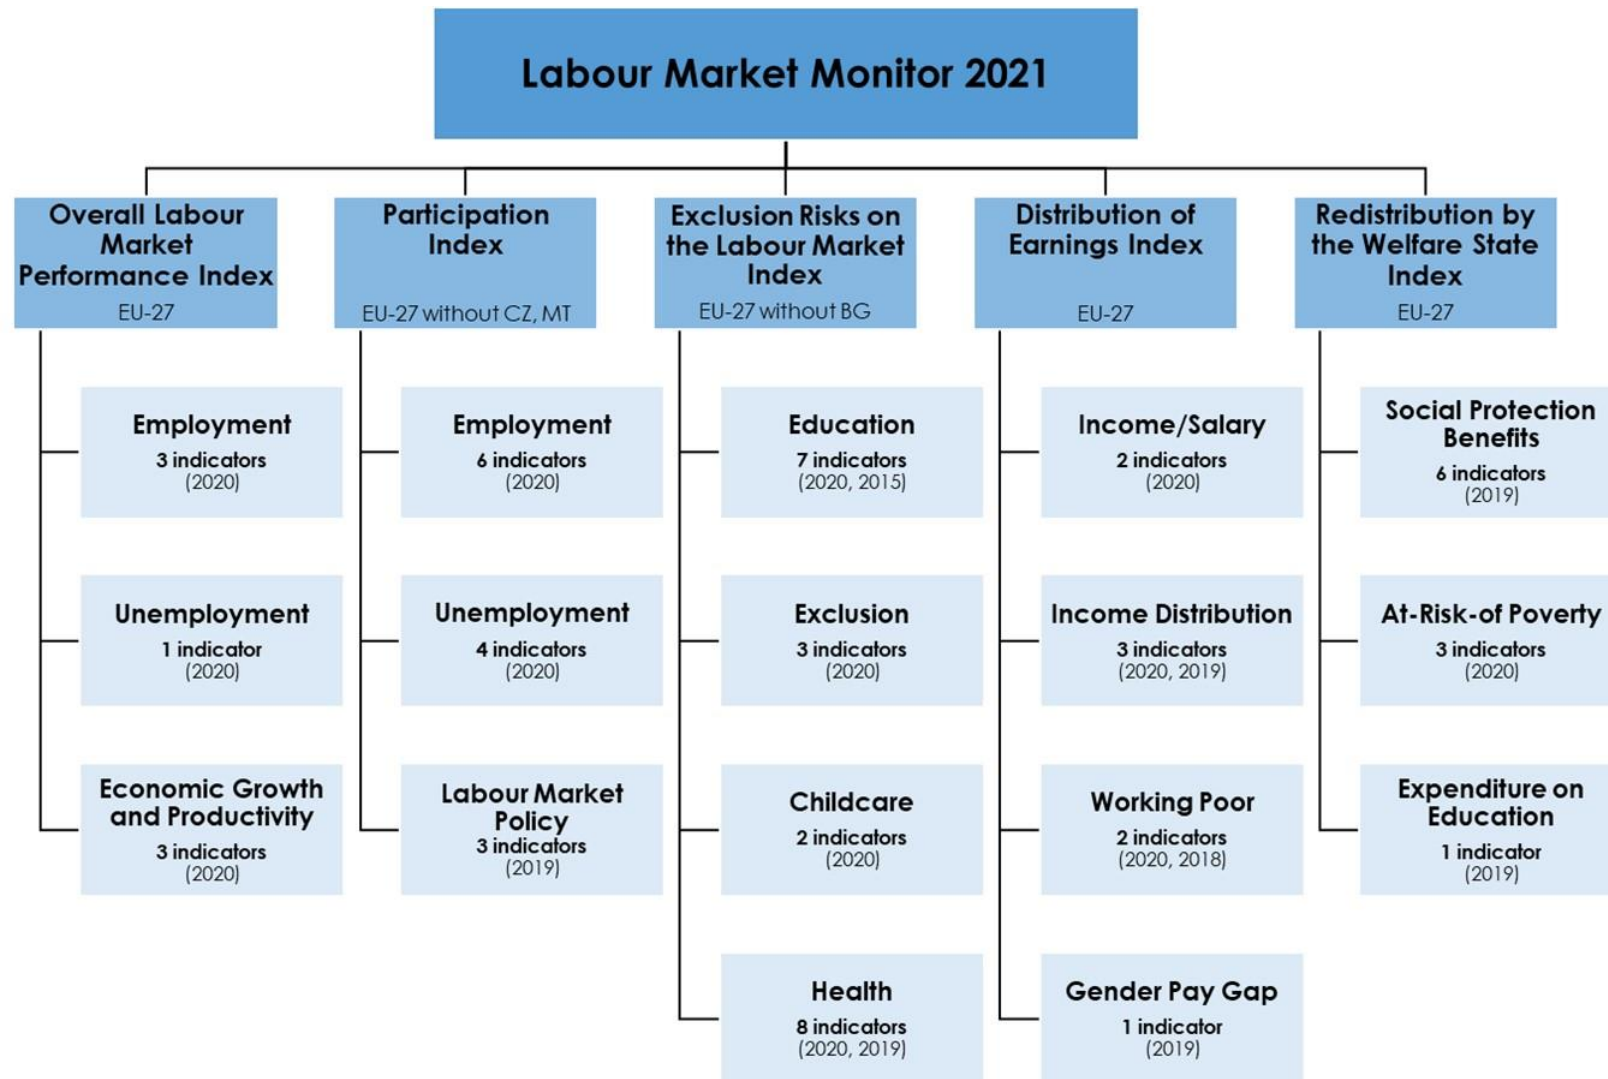 Labour Market Monitor 2021
Overall Labour
Market
Performance Index
EU-27
Participation
Index
EU-27 without CZ, MT
Exclusion Risks on
the Labour Market
Index
EU-27 without BG
Distribution of
Earnings Index
EU-27
Redistribution by
the Welfare State
Index
EU-27
Employment
3 indicators
(2020)
Unemployment
1 indicator
(2020)
Economic Growth
and Productivity
3 indicators
(2020)
Employment
6 indicators
(2020)
Unemployment
4 indicators
(2020)
Labour Market
Policy
3 indicators
(2019)
Education
7 indicators
(2020, 2015)
Exclusion
3 indicators
(2020)
Childcare
2 indicators
(2020)
Health
8 indicators
(2020, 2019)
Income/Salary
2 indicators
(2020)
Income Distribution
3 indicators
(2020, 2019)
Working Poor
2 indicators
(2020, 2018)
Gender Pay Gap
1 indicator
(2019)
Social Protection
Benefits
6 indicators
(2019)
At-Risk-of Poverty
3 indicators
(2020)
Expenditure on
Education
1 indicator
(2019)